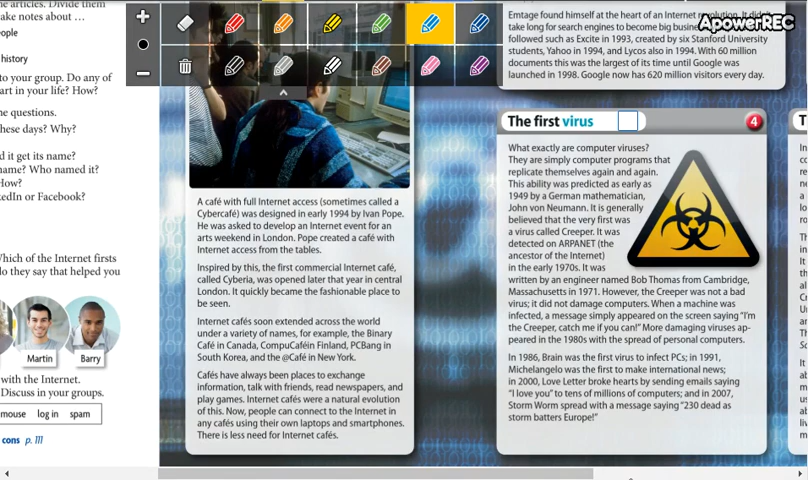 he articles. Divide them
ake notes about …
eople
history
to your group. Do any of
art in your life? How?
he questions.
hese days? Why?
d it get its name?
name? Who named it?
How?
kedIn or Facebook?
Which of the Internet firsts
do they say that helped you
Martin
Barry
with the Internet.
Discuss in your groups.
mouse log in spam
cons p. 111
A café with full Internet access (sometimes called a
Cybercafé) was designed in early 1994 by Ivan Pope.
He was asked to develop an Internet event for an
arts weekend in London. Pope created a café with
Internet access from the tables.
Inspired by this, the first commercial Internet café,
called Cyberia, was opened later that year in central
London. It quickly became the fashionable place to
be seen.
Internet cafés soon extended across the world
under a variety of names, for example, the Binary
Café in Canada, CompuCaféin Finland, PCBang in
South Korea, and the @Café in New York.
Cafés have always been places to exchange
information, talk with friends, read newspapers, and
play games. Internet cafés were a natural evolution
of this. Now, people can connect to the Internet in
any cafés using their own laptops and smartphones.
There is less need for Internet cafés.
Emtage found himself at the heart of an Internet
take long for search engines to become big
followed such as Excite in 1993, created by six Stanford University
students, Yahoo in 1994, and Lycos also in 1994. With 60 million
documents this was the largest of its time until Google was
launched in 1998. Google now has 620 million visitors every day.
ApowerREC
The first virus
4
What exactly are computer viruses?
They are simply computer programs that
replicate themselves again and again.
This ability was predicted as early as
1949 by a German mathematician,
John von Neumann. It is generally
believed that the very first was
a virus called Creeper. It was
detected on ARPANET (the
ancestor of the Internet)
in the early 1970s. It was
written by an engineer named Bob Thomas from Cambridge,
Massachusetts in 1971. However, the Creeper was not a bad
virus; it did not damage computers. When a machine was
infected, a message simply appeared on the screen saying "I'm
the Creeper, catch me if you can!" More damaging viruses ap-
peared in the 1980s with the spread of personal computers.
In 1986, Brain was the first virus to infect PCs; in 1991,
Michelangelo was the first to make international news;
in 2000, Love Letter broke hearts by sending emails saying
"I love you" to tens of millions of computers; and in 2007,
Storm Worm spread with a message saying "230 dead as
storm batters Europe!"